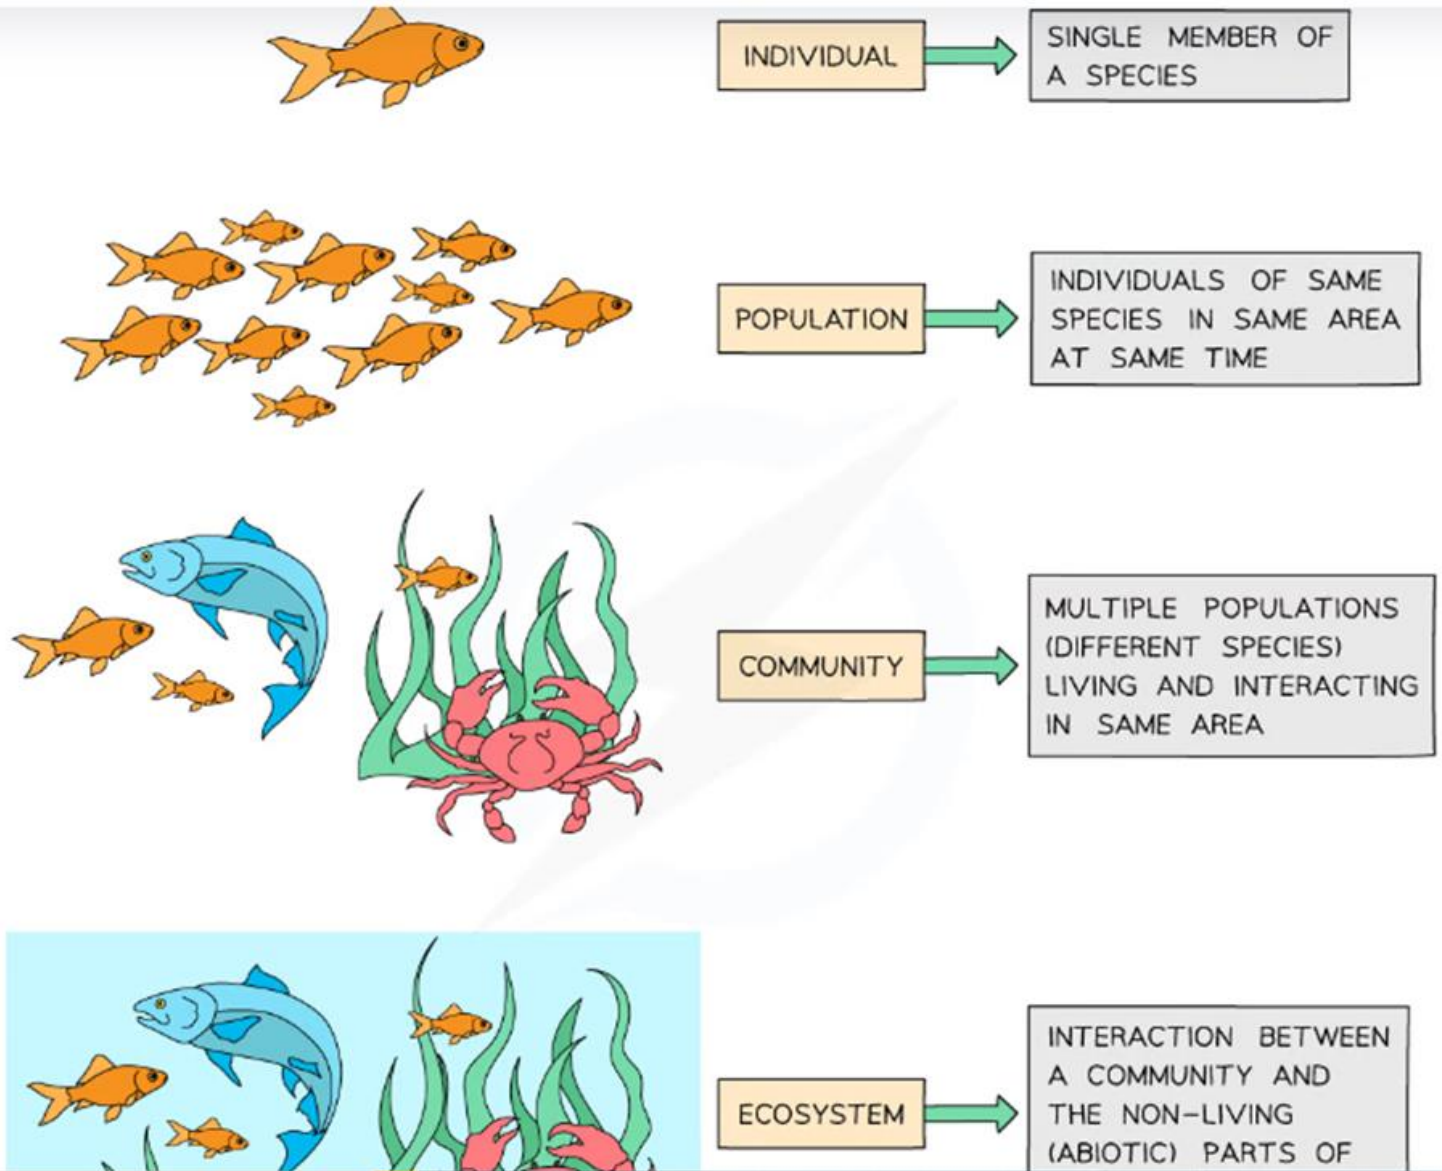 INDIVIDUAL
SINGLE MEMBER OF
A SPECIES
POPULATION
INDIVIDUALS OF SAME
SPECIES IN SAME AREA
AT SAME TIME
COMMUNITY
MULTIPLE POPULATIONS
(DIFFERENT SPECIES)
LIVING AND INTERACTING
IN SAME AREA
ECOSYSTEM
INTERACTION BETWEEN
A COMMUNITY AND
THE NON-LIVING
(ABIOTIC) PARTS OF